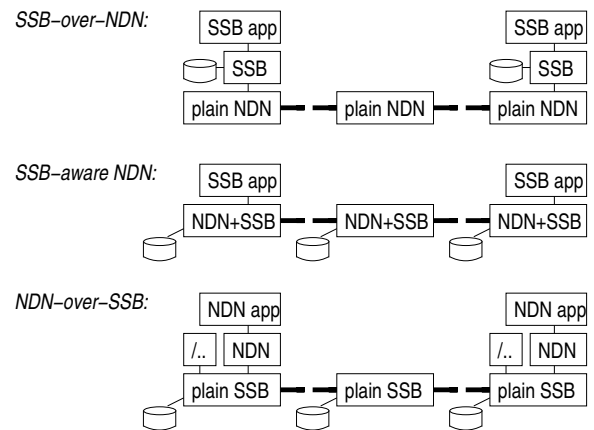 SSB–over–NDN:
SSB app SSB app
SSB SSB
plain NDN plain NDN plain NDN
SSB–aware NDN:
SSB app SSB app
NDN+SSB NDN+SSB NDN+SSB
NDN–over–SSB:
NDN app NDN app
/.. NDN /.. NDN
plain SSB plain SSB plain SSB